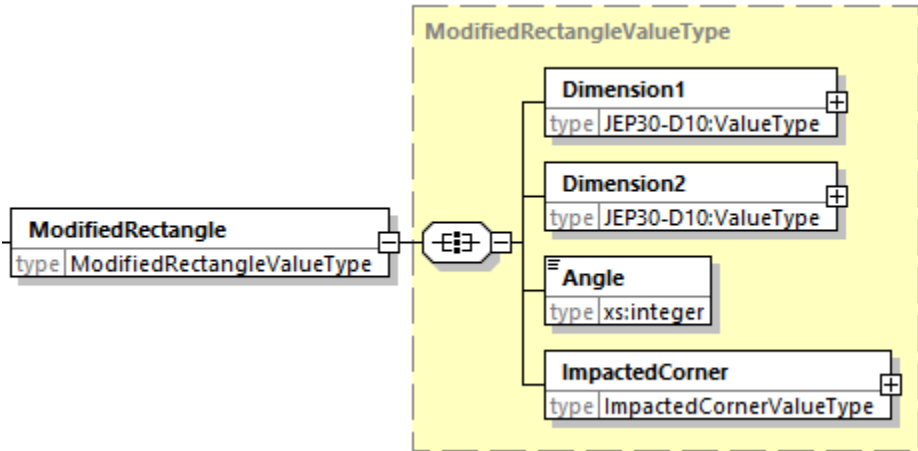 ModifiedRectangleValueType
Dimension1
type JEP30-D10:ValueType
Dimension2
type JEP30-D10:ValueType
ModifiedRectangle
type ModifiedRectangleValueType
Angle
type xs:integer
ImpactedCorner
type ImpactedCornerValueType